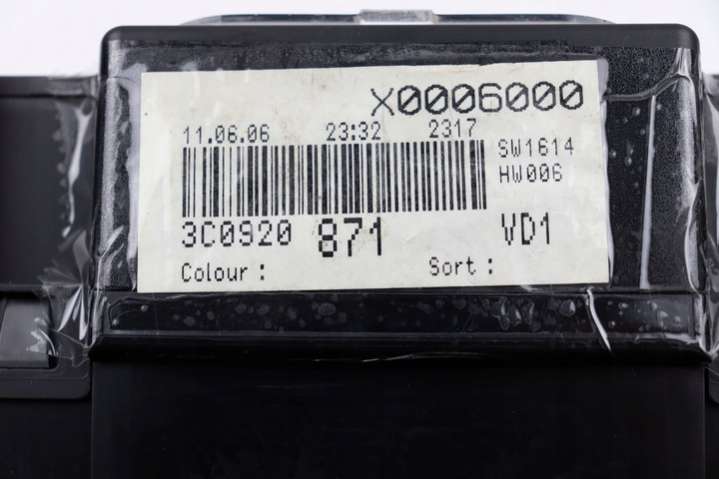 X0006000
11.06.06 23:32 2317
SW1614
HW006
3C0920 871 VD1
Colour : Sort :